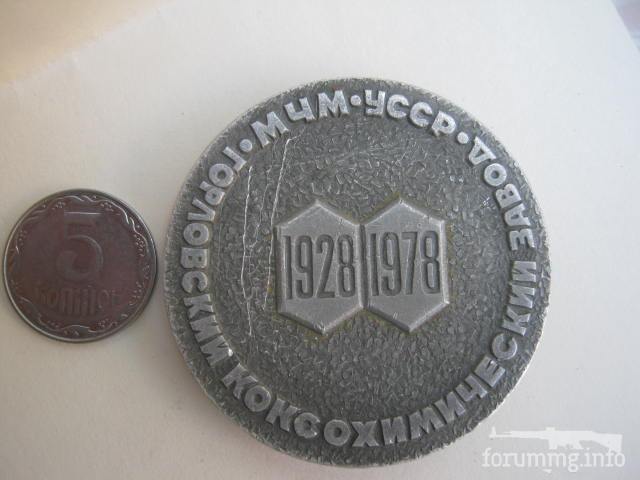 МЧМ•УССР•
ГОРЛОВСКИЙ КОКСОХИМИЧЕСКИЙ ЗАВОД
1928 1978
5
КОПІЙОК
forummg.info